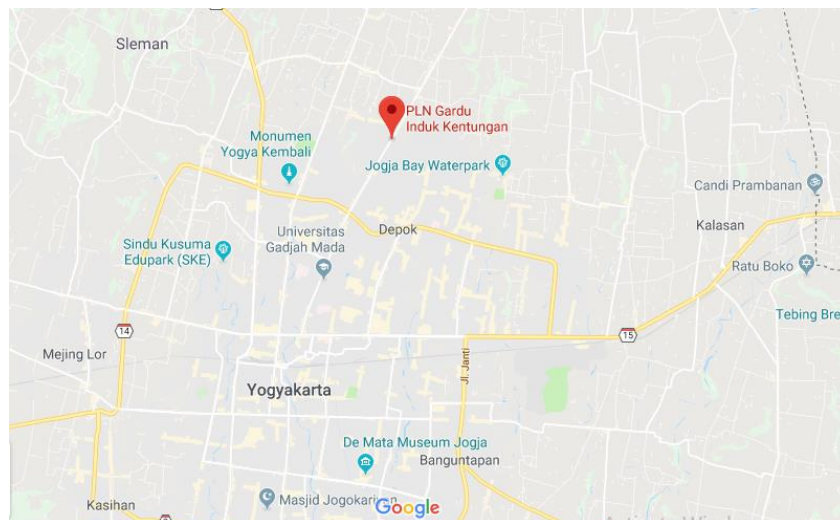 Sleman
PLN Gardu
Induk Kentungan
Monumen
Yogya Kembali
Jogja Bay Waterpark
Candi Prambanan
Kalasan
Depok
Universitas
Gadjah Mada
Sindu Kusuma
Edupark (SKE)
Ratu Boko
Tebing Bre
14
15
Mejing Lor
Jl. Janti
Yogyakarta
De Mata Museum Jogja
Banguntapan
Kasihan
Masjid Jogokariyan
Google